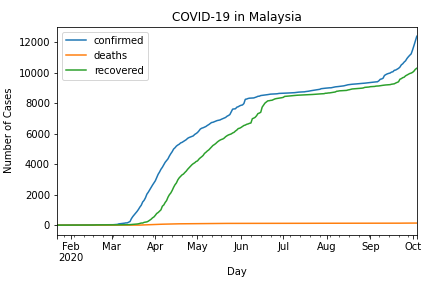 COVID-19 in Malaysia
confirmed
deaths
recovered
Number of Cases
12000
10000
8000
6000
4000
2000
0
Feb Mar Apr May Jun Jul Aug Sep Oct
2020
Day